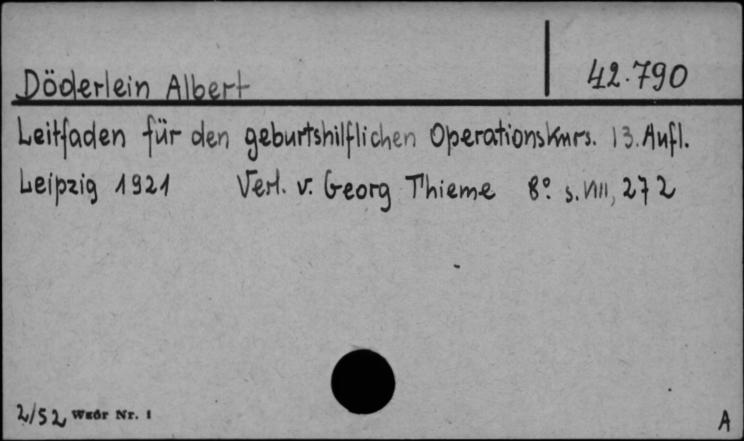 Döderlein Albert 42.790
Leitfaden für den geburtshilflichen Operationskurs. 13. Aufl.
Leipzig 1921 Verl. v. Georg Thieme 8° s. VIII, 272
2/52 Wzór Nr. 1 A